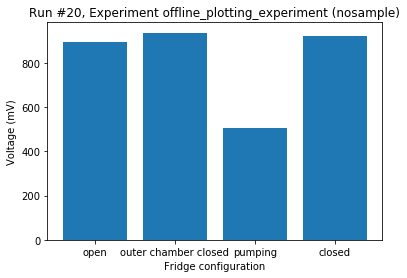 Run #20, Experiment offline_plotting_experiment (nosample)
Voltage (mV)
800
600
400
200
0
open outer chamber closed pumping closed
Fridge configuration